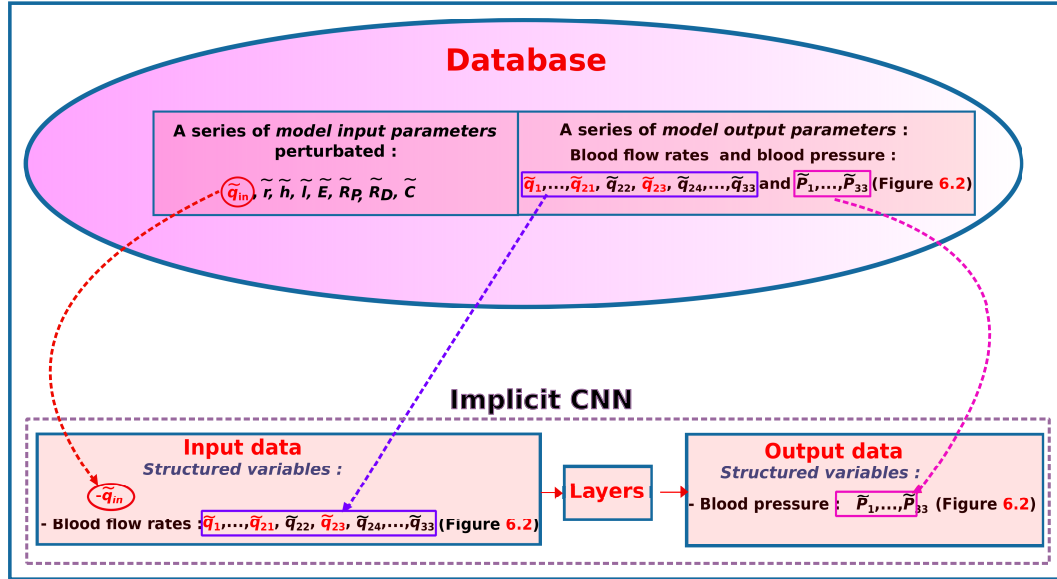 Database
A series of model input parameters
perturbated :
q̃in, r̃, h̃, l̃, Ẽ, R̃P, R̃D, C̃
A series of model output parameters :
Blood flow rates and blood pressure :
q̃1,...,q̃21, q̃22, q̃23, q̃24,...,q̃33 and P̃1,...,P̃33 (Figure 6.2)
Implicit CNN
Input data
Structured variables :
-q̃in
- Blood flow rates : q̃1,...,q̃21, q̃22, q̃23, q̃24,...,q̃33 (Figure 6.2)
Layers
Output data
Structured variables :
- Blood pressure : P̃1,...,P̃33 (Figure 6.2)